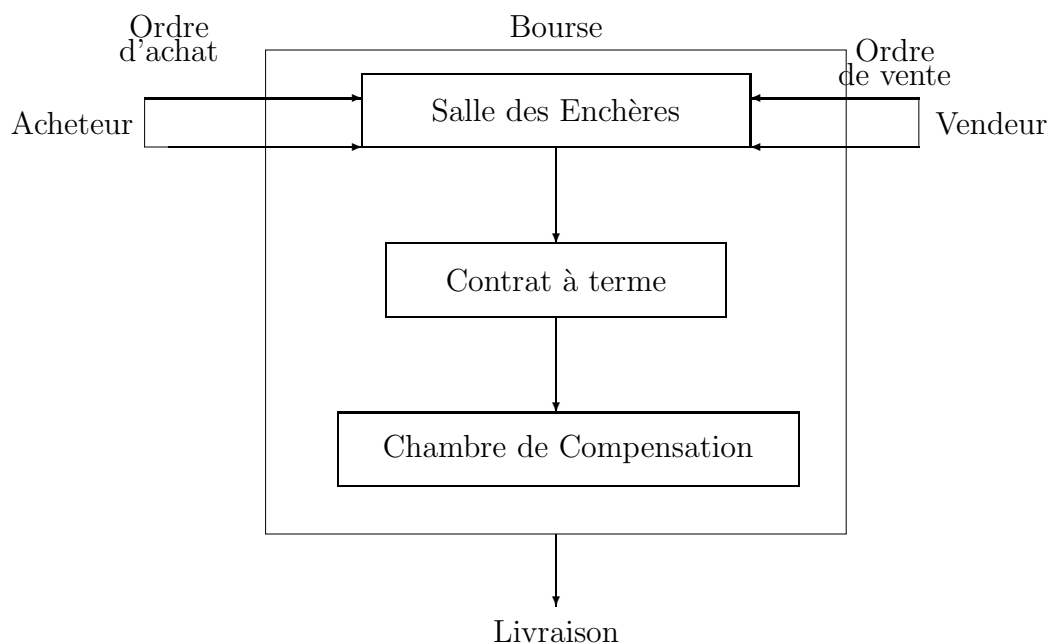 Ordre
d'achat
Bourse
Ordre
de vente
Acheteur
Salle des Enchères
Vendeur
Contrat à terme
Chambre de Compensation
Livraison